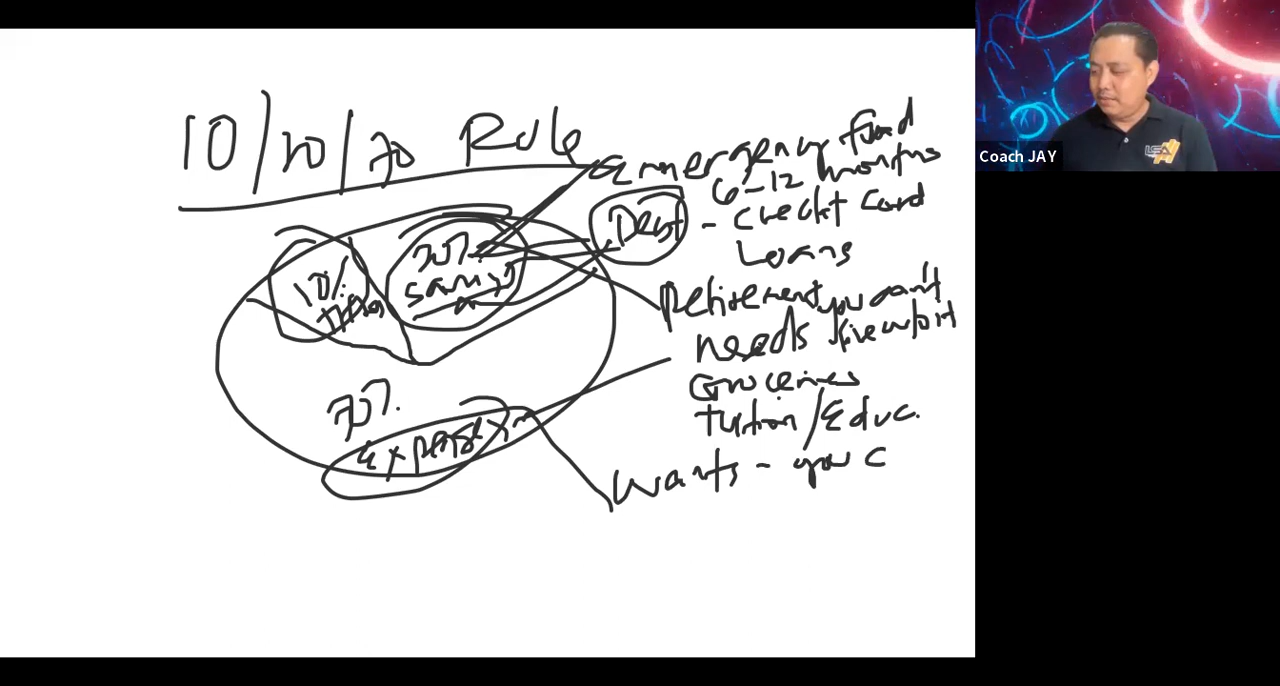 10/20/70 Rule
emergency fund
6-12 months
Debt - Credit Card
Loans
10%
20%
Savings
Retirement, you can't
needs live w/o it
Groceries
Tuition/Educ.
70%
Expenses
Wants - you c
Coach JAY